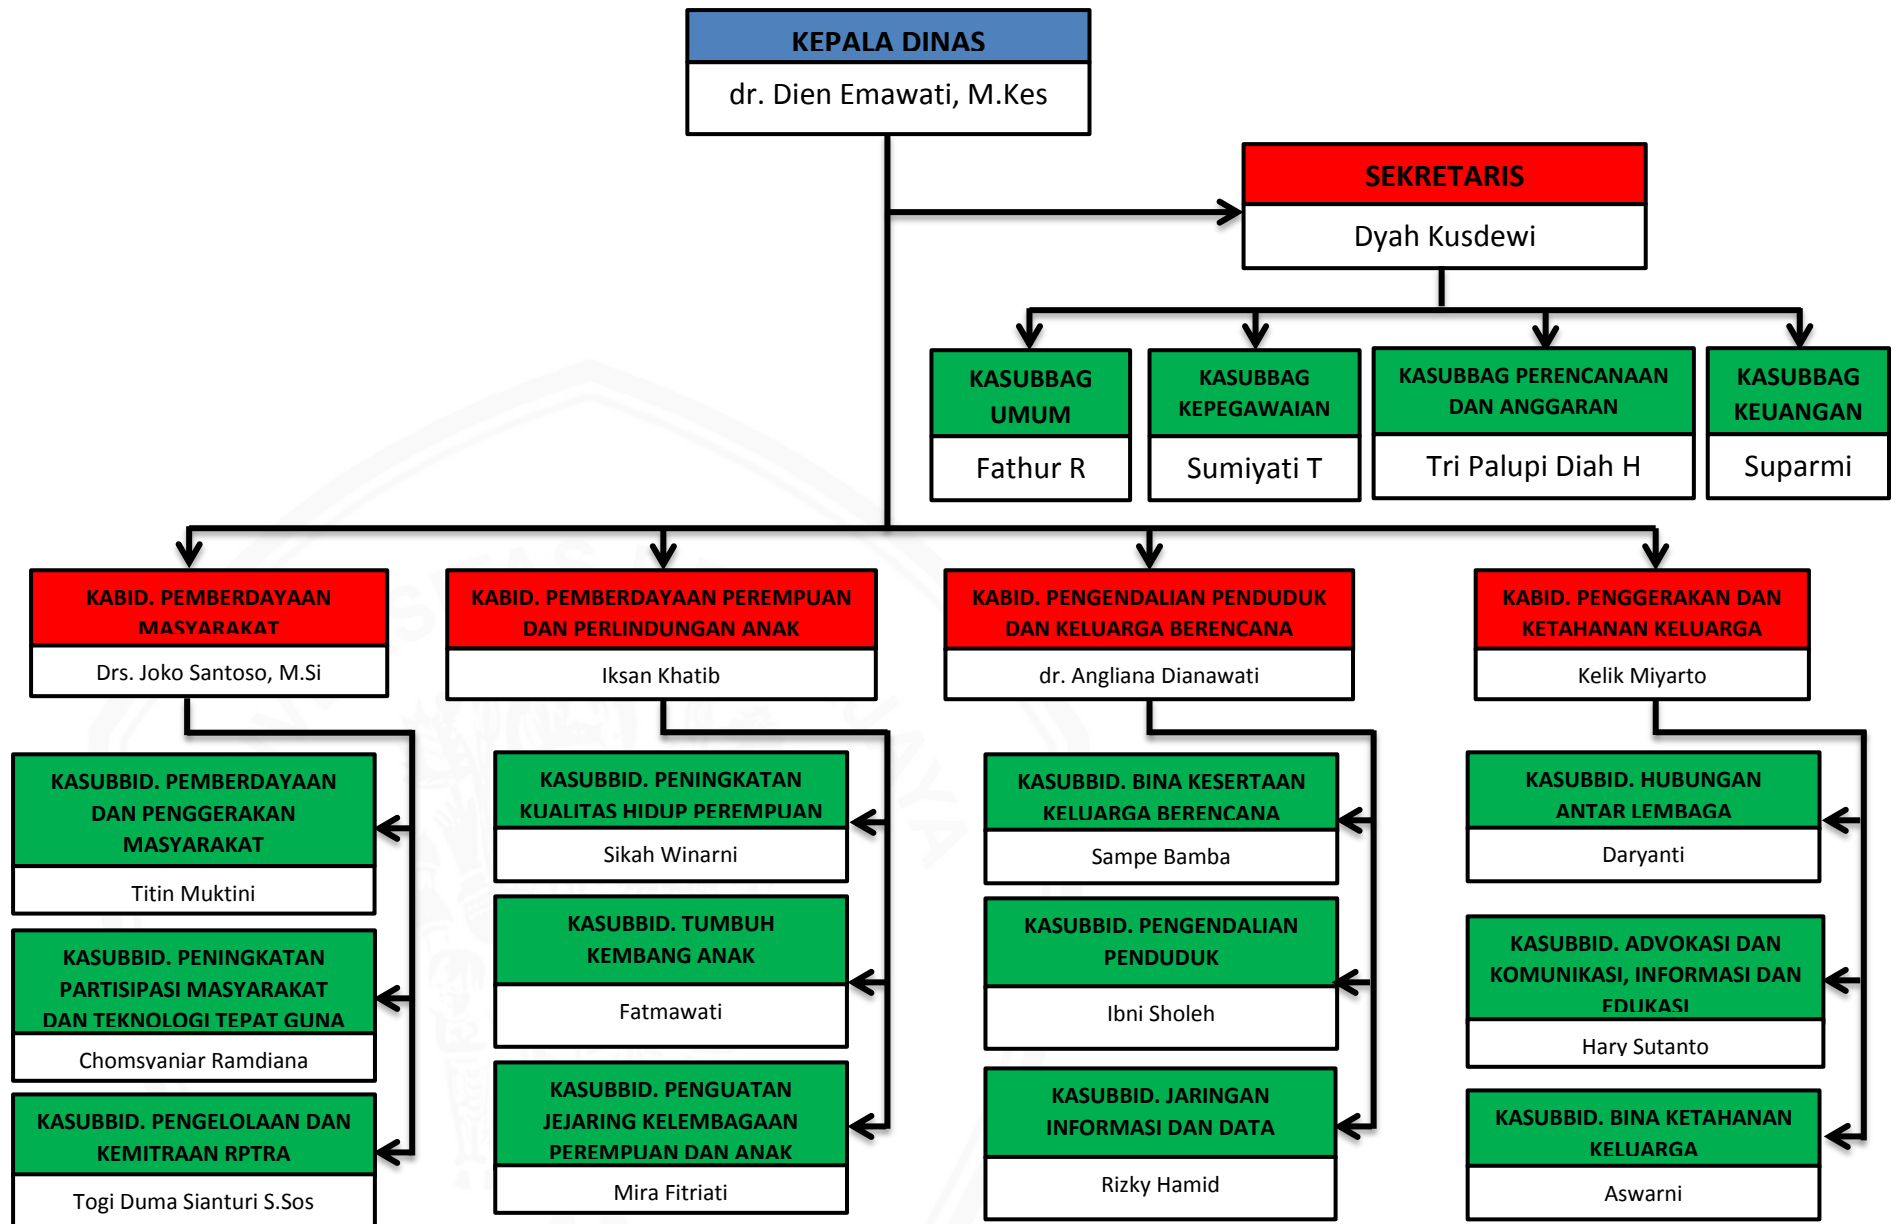 KEPALA DINAS
dr. Dien Emawati, M.Kes
SEKRETARIS
Dyah Kusdewi
KASUBBAG
UMUM
Fathur R
KASUBBAG
KEPEGAWAIAN
Sumiyati T
KASUBBAG PERENCANAAN
DAN ANGGARAN
Tri Palupi Diah H
KASUBBAG
KEUANGAN
Suparmi
KABID. PEMBERDAYAAN
MASYARAKAT
Drs. Joko Santoso, M.Si
KABID. PEMBERDAYAAN PEREMPUAN
DAN PERLINDUNGAN ANAK
Iksan Khatib
KABID. PENGENDALIAN PENDUDUK
DAN KELUARGA BERENCANA
dr. Angliana Dianawati
KABID. PENGGERAKAN DAN
KETAHANAN KELUARGA
Kelik Miyarto
KASUBBID. PEMBERDAYAAN
DAN PENGGERAKAN
MASYARAKAT
Titin Muktini
KASUBBID. PENINGKATAN
PARTISIPASI MASYARAKAT
DAN TEKNOLOGI TEPAT GUNA
Chomsyaniar Ramdiana
KASUBBID. PENGELOLAAN DAN
KEMITRAAN RPTRA
Togi Duma Sianturi S.Sos
KASUBBID. PENINGKATAN
KUALITAS HIDUP PEREMPUAN
Sikah Winarni
KASUBBID. TUMBUH
KEMBANG ANAK
Fatmawati
KASUBBID. PENGUATAN
JEJARING KELEMBAGAAN
PEREMPUAN DAN ANAK
Mira Fitriati
KASUBBID. BINA KESERTAAN
KELUARGA BERENCANA
Sampe Bamba
KASUBBID. PENGENDALIAN
PENDUDUK
Ibni Sholeh
KASUBBID. JARINGAN
INFORMASI DAN DATA
Rizky Hamid
KASUBBID. HUBUNGAN
ANTAR LEMBAGA
Daryanti
KASUBBID. ADVOKASI DAN
KOMUNIKASI, INFORMASI DAN
EDUKASI
Hary Sutanto
KASUBBID. BINA KETAHANAN
KELUARGA
Aswarni